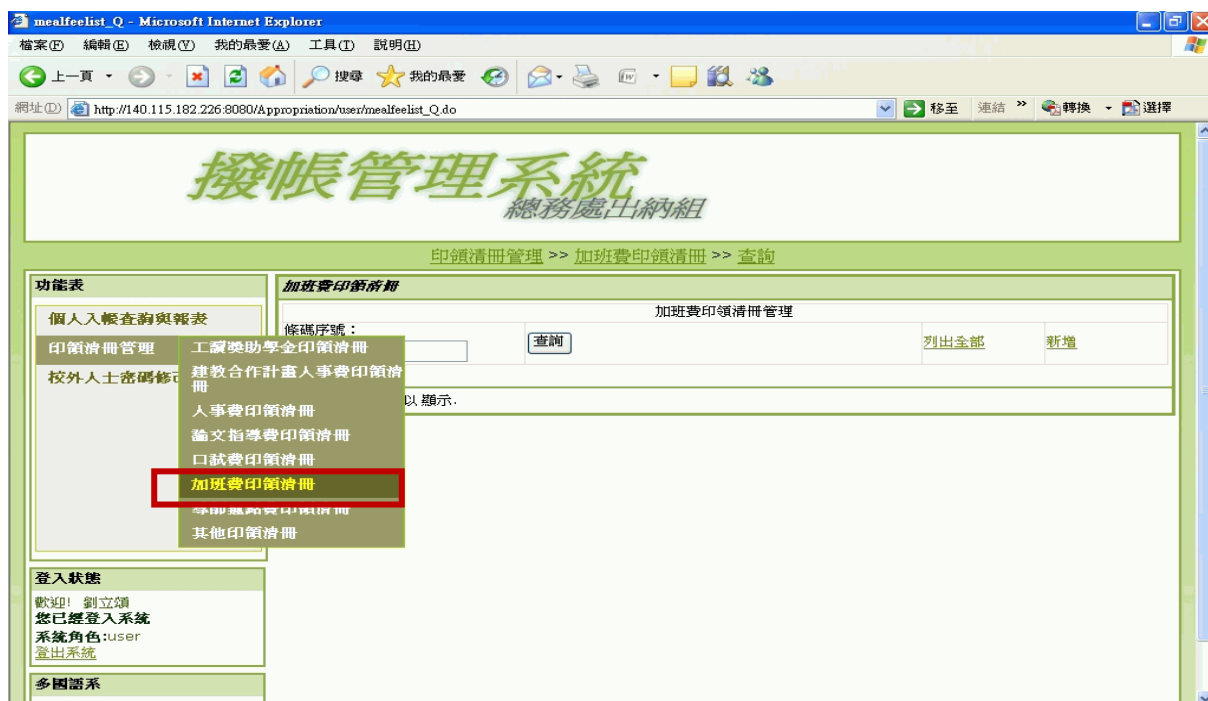 mealfeelist_Q - Microsoft Internet Explorer
檔案(F) 編輯(E) 檢視(V) 我的最愛(A) 工具(T) 說明(H)
上一頁 搜尋 我的最愛
網址(D) http://140.115.182.226:8080/Appropriation/user/mealfeelist_Q.do 移至 連結 » 轉換 選擇
撥帳管理系統
總務處出納組
印領清冊管理 >> 加班費印領清冊 >> 查詢
功能表
個人入帳查詢與報表
印領清冊管理
校外人士密碼修
工讀獎助學金印領清冊
建教合作計畫人事費印領清
冊
人事費印領清冊
論文指導費印領清冊
口試費印領清冊
加班費印領清冊
費印領清冊
其他印領清冊
加班費印領清冊
加班費印領清冊管理
條碼序號：
查詢 列出全部 新增
以 顯示.
登入狀態
歡迎! 劉立頌
您已經登入系統
系統角色:user
登出系統
多國語系